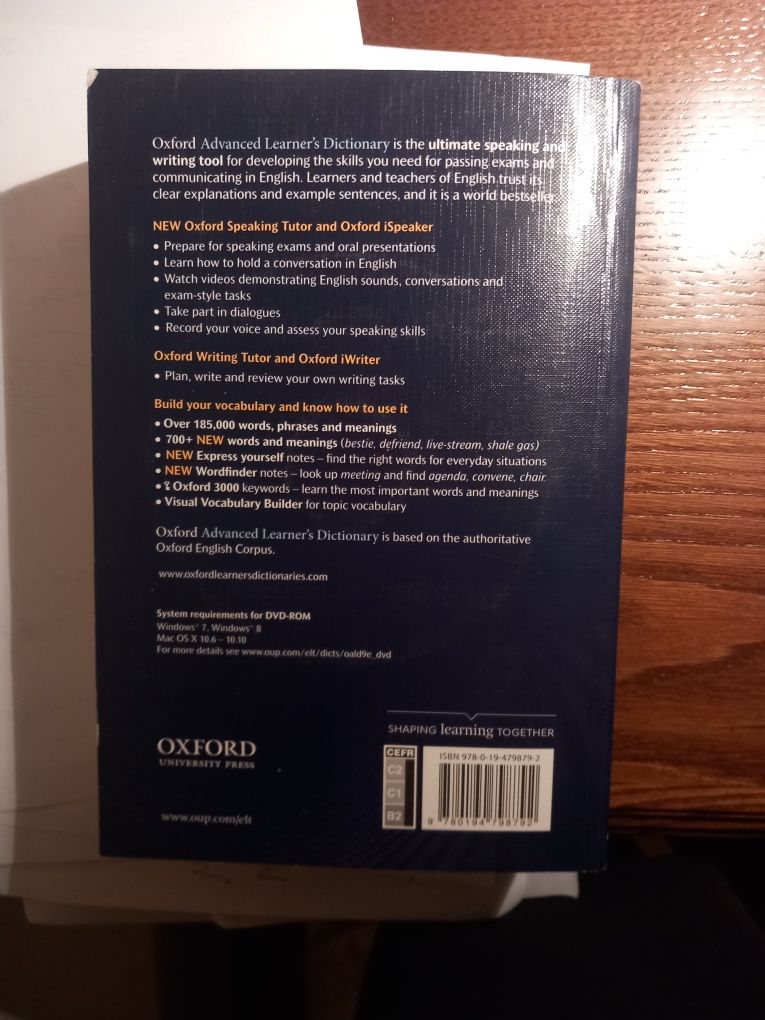 Oxford Advanced Learner's Dictionary is the ultimate speaking and
writing tool for developing the skills you need for passing exams and
communicating in English. Learners and teachers of English trust its
clear explanations and example sentences, and it is a world bestseller.
NEW Oxford Speaking Tutor and Oxford iSpeaker
• Prepare for speaking exams and oral presentations
• Learn how to hold a conversation in English
• Watch videos demonstrating English sounds, conversations and
exam-style tasks
• Take part in dialogues
• Record your voice and assess your speaking skills
Oxford Writing Tutor and Oxford iWriter
• Plan, write and review your own writing tasks
Build your vocabulary and know how to use it
• Over 185,000 words, phrases and meanings
• 700+ NEW words and meanings (bestie, defriend, live-stream, shale gas)
• NEW Express yourself notes – find the right words for everyday situations
• NEW Wordfinder notes – look up meeting and find agenda, convene, chair
• Oxford 3000 keywords – learn the most important words and meanings
• Visual Vocabulary Builder for topic vocabulary
Oxford Advanced Learner's Dictionary is based on the authoritative
Oxford English Corpus.
www.oxfordlearnersdictionaries.com
System requirements for DVD-ROM
Windows® 7, Windows® 8
Mac OS X 10.6 – 10.10
For more details see www.oup.com/elt/dicts/oald9e_dvd
SHAPING learning TOGETHER
OXFORD
UNIVERSITY PRESS
www.oup.com/elt
CEFR
C2
C1
B2
ISBN 978-0-19-479879-2
9 780194 798792